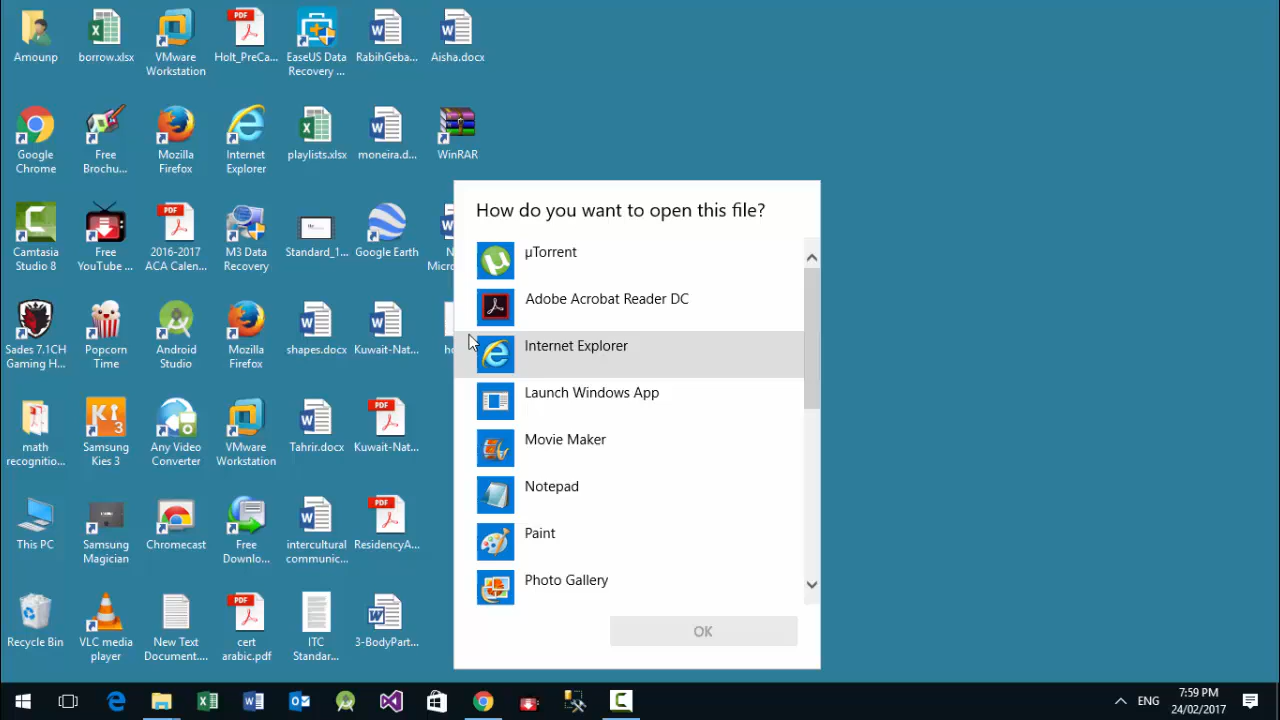 Amounp
borrow.xlsx
VMware
Workstation
PDF
Holt_PreCa...
EaseUS Data
Recovery ...
RabihGeba...
Aisha.docx
Google
Chrome
Free
Brochu...
Mozilla
Firefox
Internet
Explorer
playlists.xlsx
moneira.d...
WinRAR
Camtasia
Studio 8
Free
YouTube ...
PDF
2016-2017
ACA Calen...
M3 Data
Recovery
Standard_1...
Google Earth
N
Micro
Sades 7.1CH
Gaming H...
Popcorn
Time
Android
Studio
Mozilla
Firefox
shapes.docx
Kuwait-Nat...
math
recognitio...
Samsung
Kies 3
Any Video
Converter
VMware
Workstation
Tahrir.docx
PDF
Kuwait-Nat...
This PC
Samsung
Magician
Chromecast
Free
Downlo...
intercultural
communic...
PDF
ResidencyA...
Recycle Bin
VLC media
player
New Text
Document....
PDF
cert
arabic.pdf
ITC
Standar...
3-BodyPart...
How do you want to open this file?
µTorrent
Adobe Acrobat Reader DC
Internet Explorer
Launch Windows App
Movie Maker
Notepad
Paint
Photo Gallery
OK
ENG
7:59 PM
24/02/2017